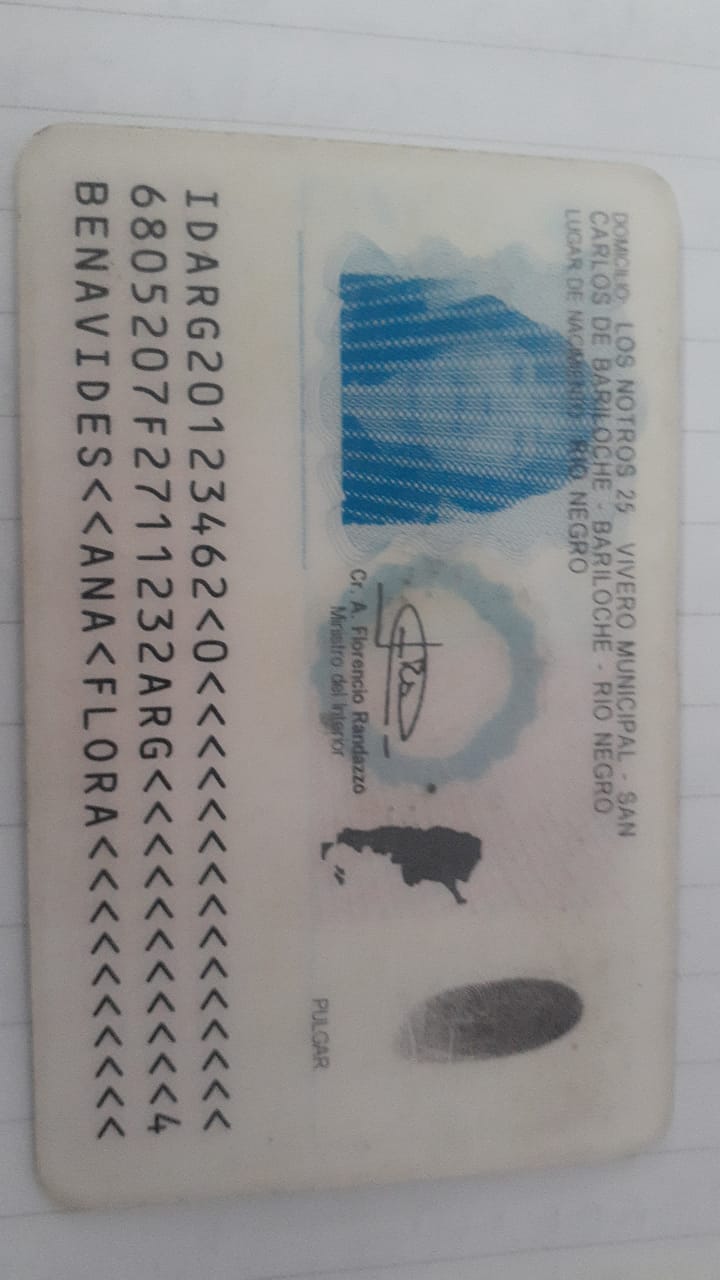 DOMICILIO: LOS NOTROS 25 VIVERO MUNICIPAL - SAN
CARLOS DE BARILOCHE - BARILOCHE - RIO NEGRO
LUGAR DE NACIMIENTO: RIO NEGRO
Cr. A. Florencio Randazzo
Ministro del Interior
PULGAR
IDARG20123462<0<<<<<<<<<<<<<<<
6805207F2711232ARG<<<<<<<<<<<4
BENAVIDES<<ANA<FLORA<<<<<<<<<<